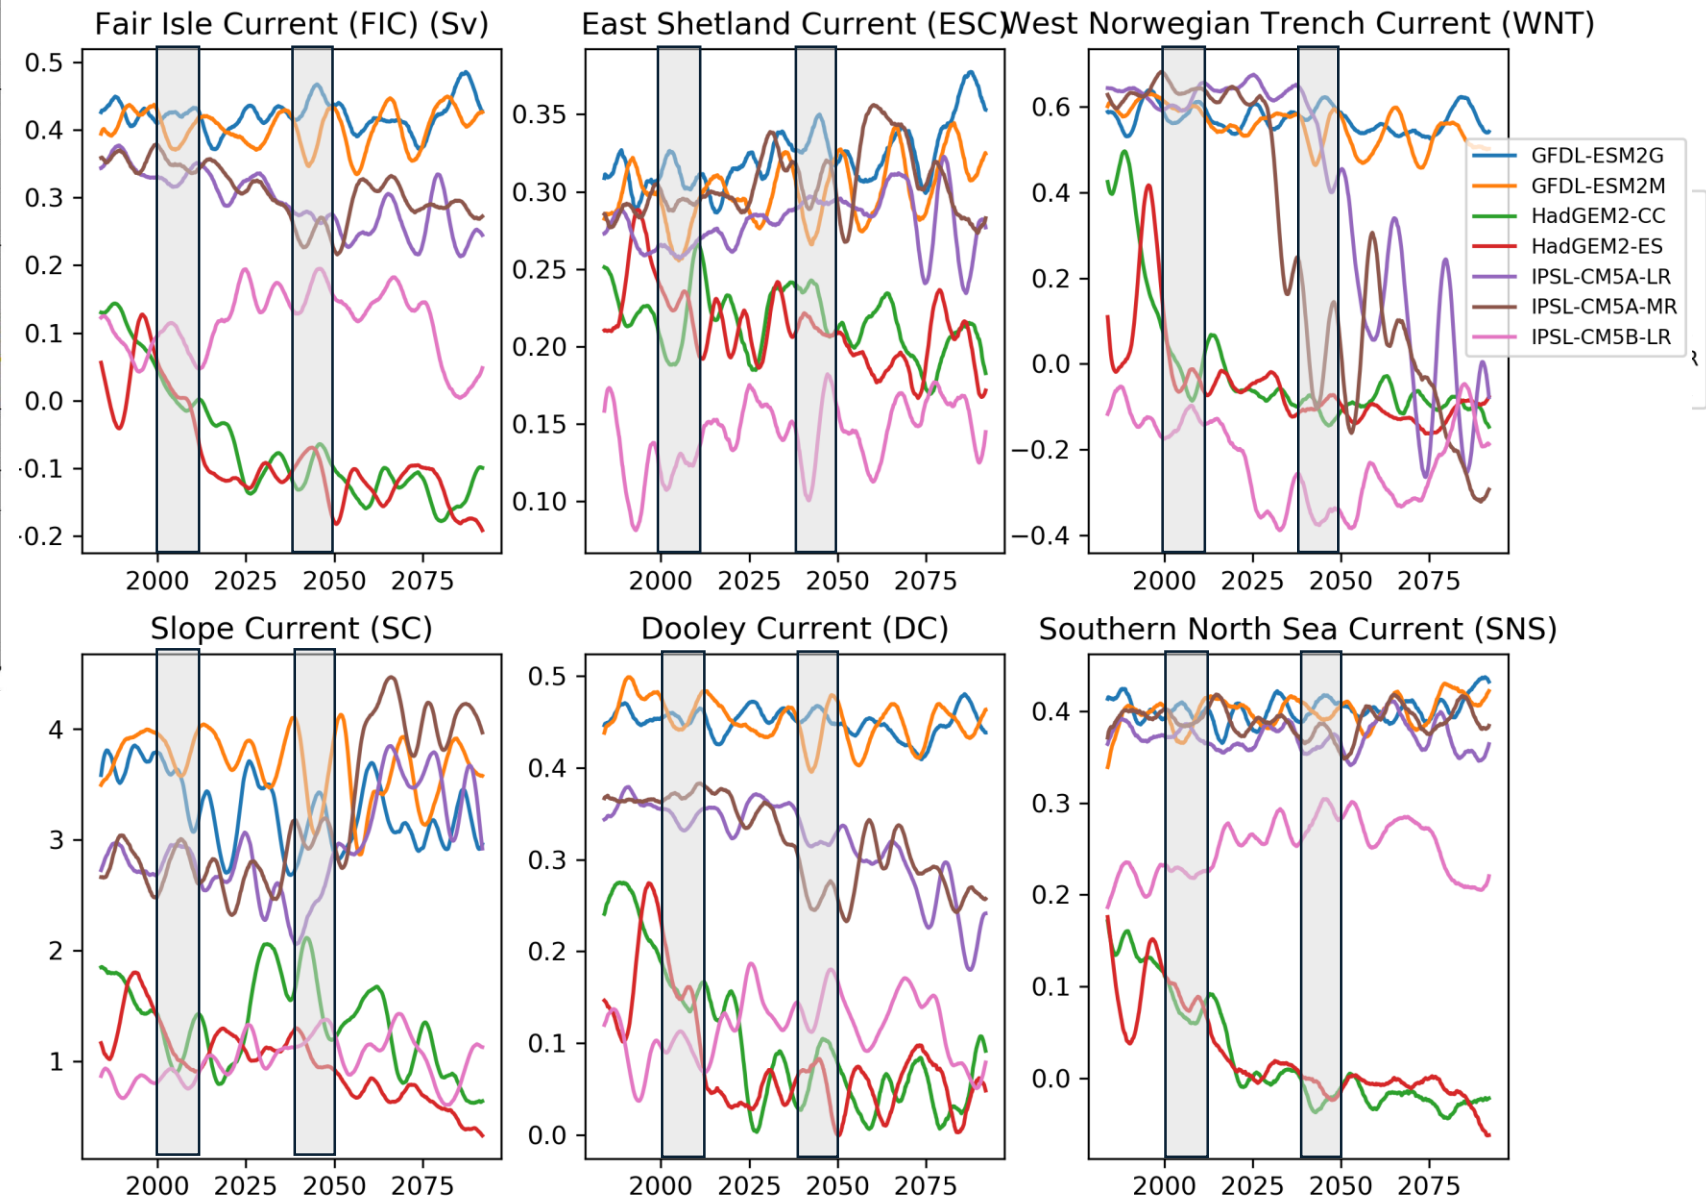 Fair Isle Current (FIC) (Sv)
East Shetland Current (ESC)
West Norwegian Trench Current (WNT)
0.5
0.4
0.3
0.2
0.1
0.0
-0.1
-0.2
2000 2025 2050 2075
0.35
0.30
0.25
0.20
0.15
0.10
2000 2025 2050 2075
0.6
0.4
0.2
0.0
−0.2
−0.4
2000 2025 2050 2075
GFDL-ESM2G
GFDL-ESM2M
HadGEM2-CC
HadGEM2-ES
IPSL-CM5A-LR
IPSL-CM5A-MR
IPSL-CM5B-LR
R
Slope Current (SC)
Dooley Current (DC)
Southern North Sea Current (SNS)
4
3
2
1
2000 2025 2050 2075
0.5
0.4
0.3
0.2
0.1
0.0
2000 2025 2050 2075
0.4
0.3
0.2
0.1
0.0
2000 2025 2050 2075